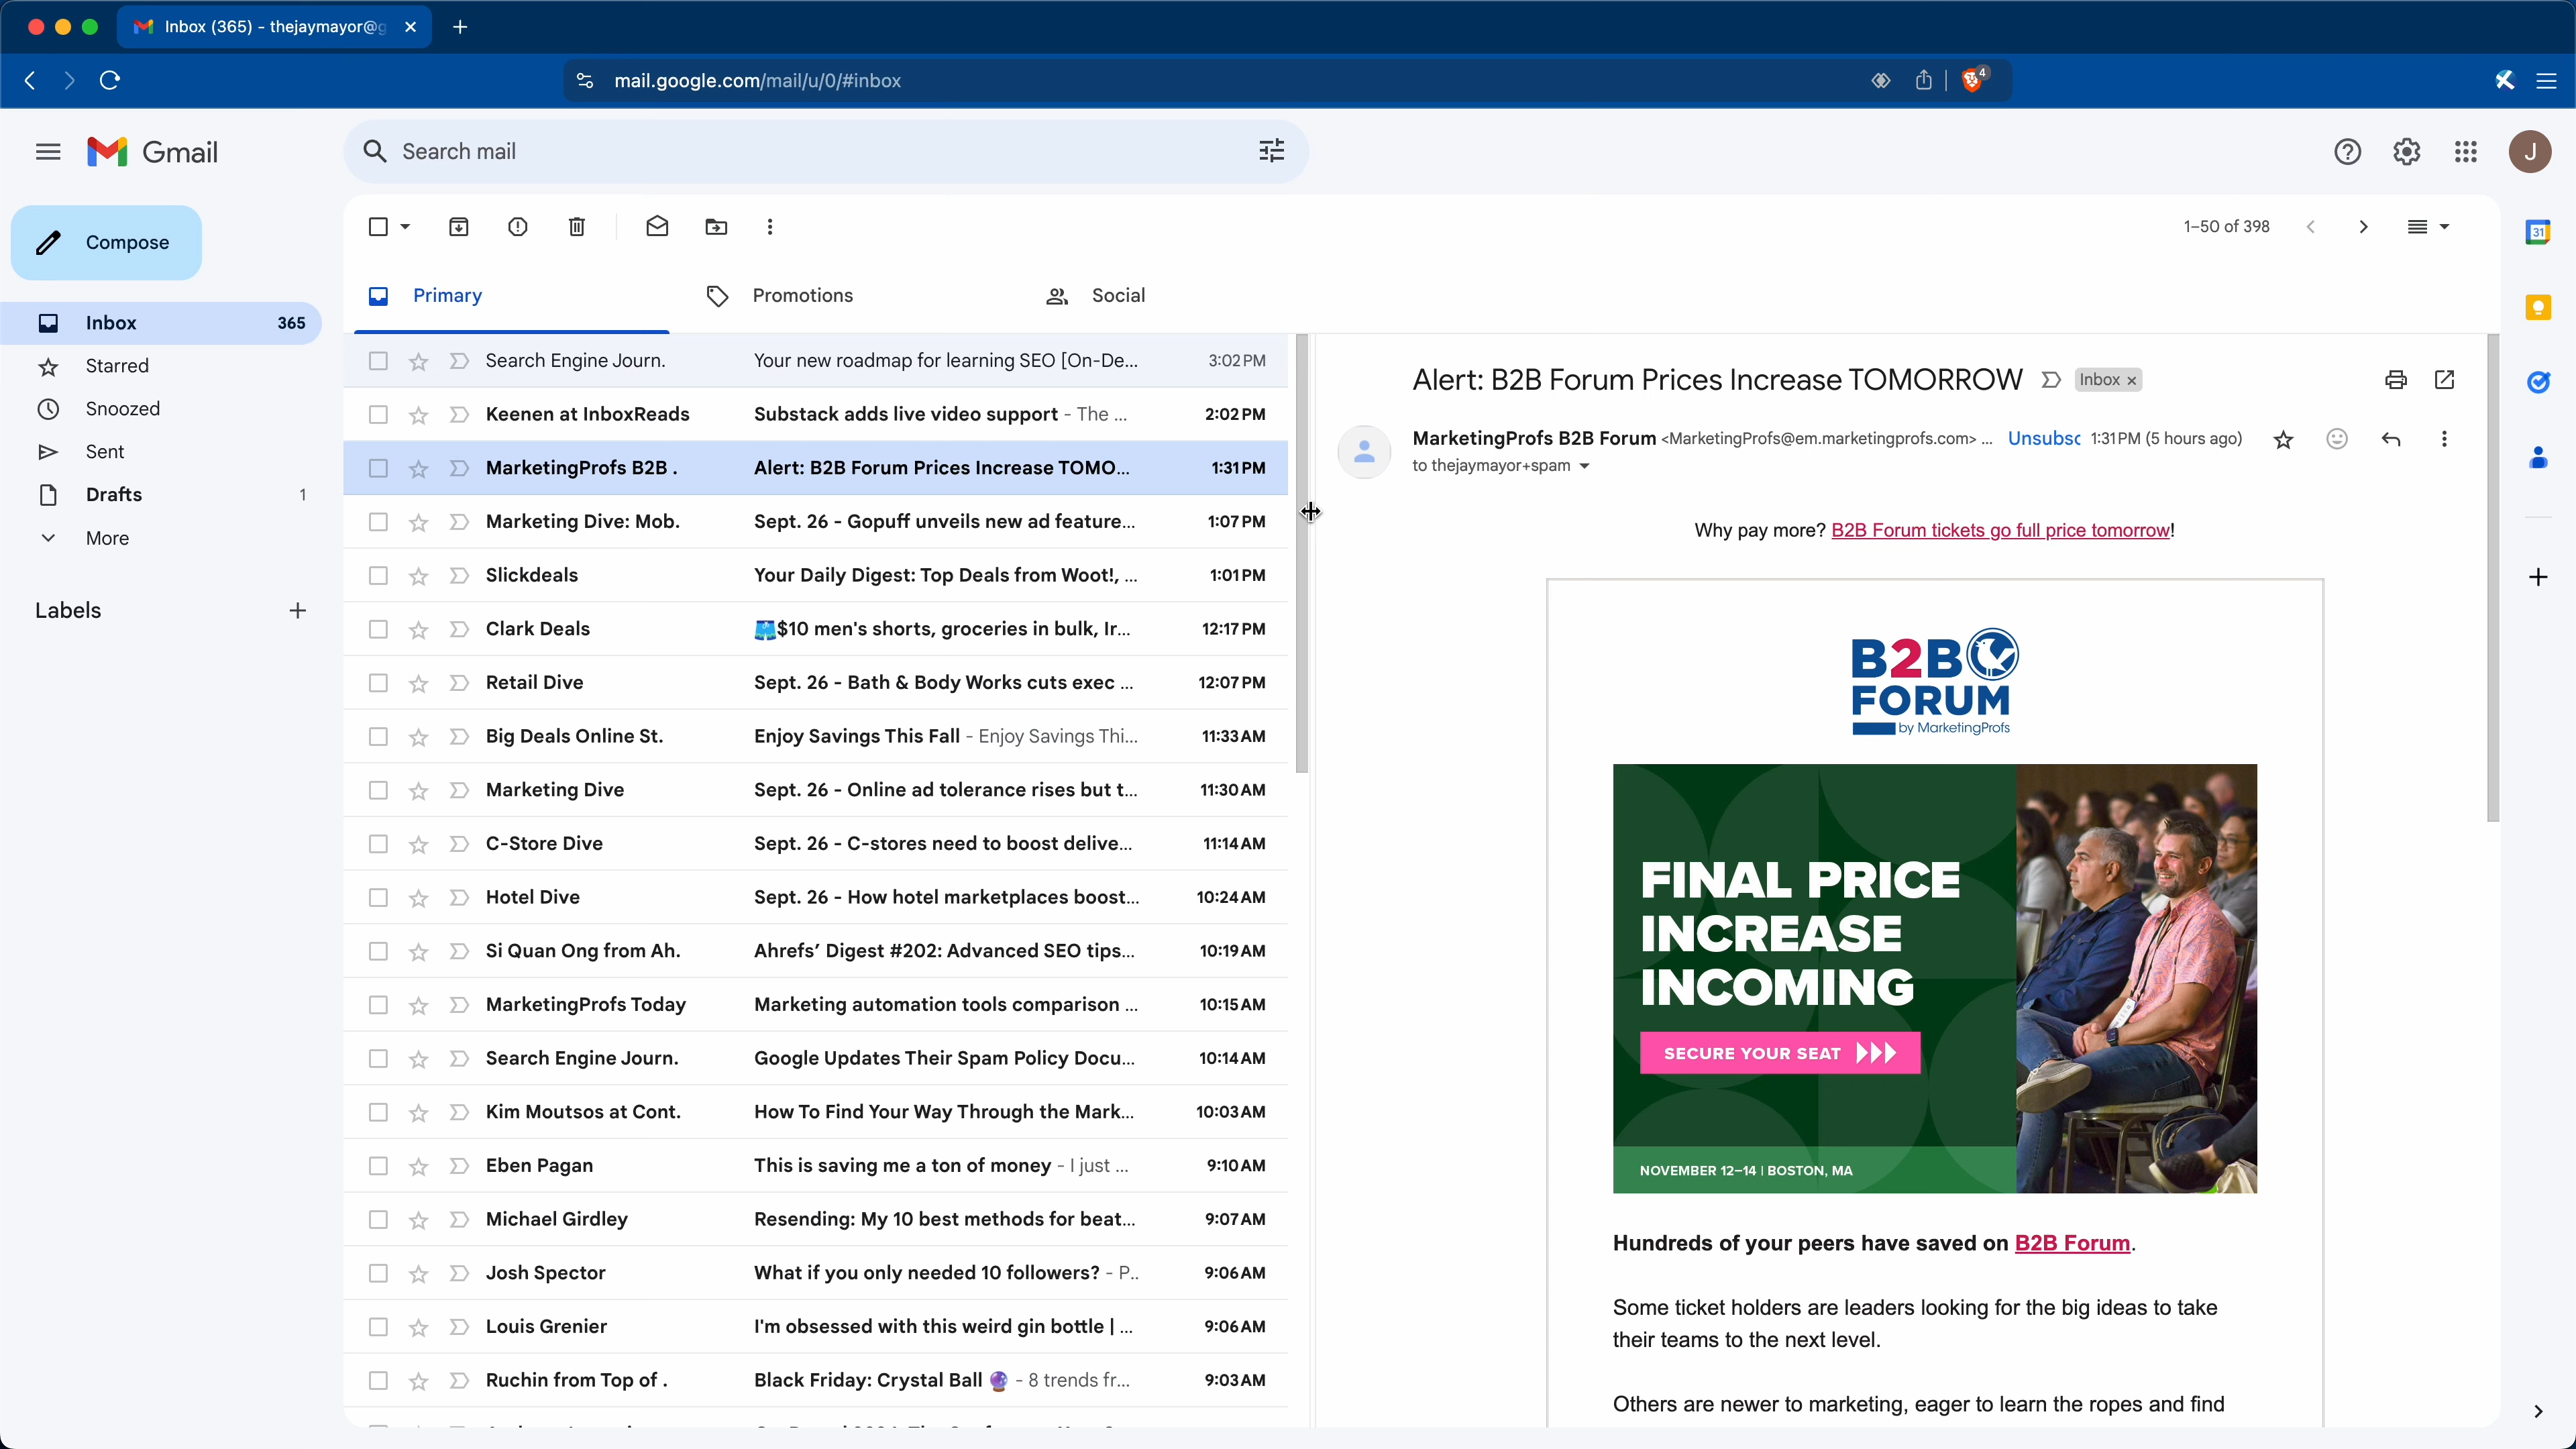 Inbox (365) - thejaymayor@g
mail.google.com/mail/u/0/#inbox
4
Gmail
Search mail
J
Compose
1–50 of 398
31
Primary
Promotions
Social
Inbox 365
Starred
Snoozed
Sent
Drafts 1
More
Labels
Search Engine Journ. Your new roadmap for learning SEO [On-De... 3:02 PM
Keenen at InboxReads Substack adds live video support - The ... 2:02 PM
MarketingProfs B2B . Alert: B2B Forum Prices Increase TOMO... 1:31 PM
Marketing Dive: Mob. Sept. 26 - Gopuff unveils new ad feature... 1:07 PM
Slickdeals Your Daily Digest: Top Deals from Woot!, ... 1:01 PM
Clark Deals 🩳$10 men's shorts, groceries in bulk, Ir... 12:17 PM
Retail Dive Sept. 26 - Bath & Body Works cuts exec ... 12:07 PM
Big Deals Online St. Enjoy Savings This Fall - Enjoy Savings Thi... 11:33 AM
Marketing Dive Sept. 26 - Online ad tolerance rises but t... 11:30 AM
C-Store Dive Sept. 26 - C-stores need to boost delive... 11:14 AM
Hotel Dive Sept. 26 - How hotel marketplaces boost... 10:24 AM
Si Quan Ong from Ah. Ahrefs’ Digest #202: Advanced SEO tips... 10:19 AM
MarketingProfs Today Marketing automation tools comparison ... 10:15 AM
Search Engine Journ. Google Updates Their Spam Policy Docu... 10:14 AM
Kim Moutsos at Cont. How To Find Your Way Through the Mark... 10:03 AM
Eben Pagan This is saving me a ton of money - I just ... 9:10 AM
Michael Girdley Resending: My 10 best methods for beat... 9:07 AM
Josh Spector What if you only needed 10 followers? - P.. 9:06 AM
Louis Grenier I'm obsessed with this weird gin bottle | ... 9:06 AM
Ruchin from Top of . Black Friday: Crystal Ball 🔮 - 8 trends fr... 9:03 AM
Alert: B2B Forum Prices Increase TOMORROW Inbox x
MarketingProfs B2B Forum <MarketingProfs@em.marketingprofs.com> ... Unsubsc 1:31 PM (5 hours ago)
to thejaymayor+spam
Why pay more? B2B Forum tickets go full price tomorrow!
B2B
FORUM
by MarketingProfs
FINAL PRICE
INCREASE
INCOMING
SECURE YOUR SEAT
NOVEMBER 12–14 | BOSTON, MA
Hundreds of your peers have saved on B2B Forum.
Some ticket holders are leaders looking for the big ideas to take
their teams to the next level.
Others are newer to marketing, eager to learn the ropes and find